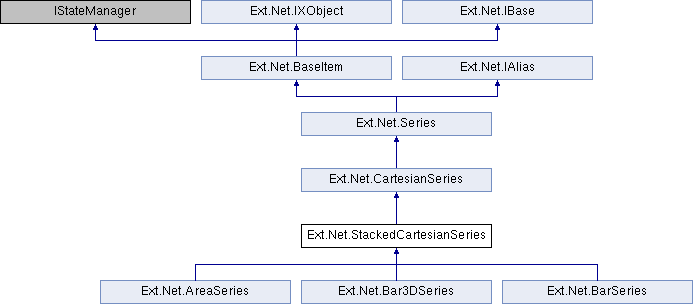 IStateManager
Ext.Net.IXObject
Ext.Net.IBase
Ext.Net.BaseItem
Ext.Net.IAlias
Ext.Net.Series
Ext.Net.CartesianSeries
Ext.Net.StackedCartesianSeries
Ext.Net.AreaSeries
Ext.Net.Bar3DSeries
Ext.Net.BarSeries